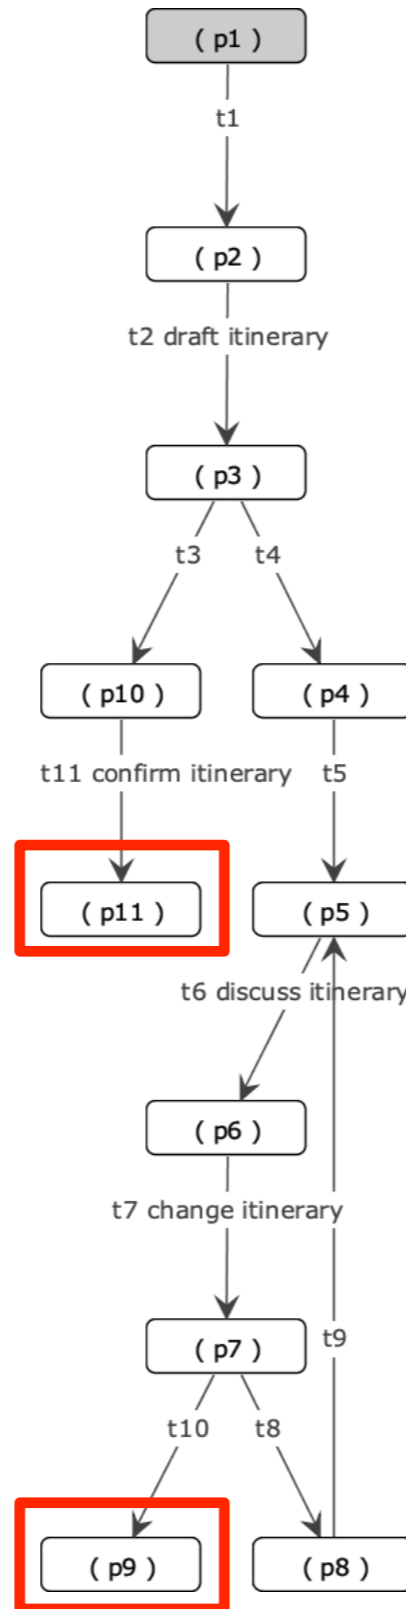 ( p1 )
t1
( p2 )
t2 draft itinerary
( p3 )
t3 t4
( p10 ) ( p4 )
t11 confirm itinerary t5
( p11 ) ( p5 )
t6 discuss itinerary
( p6 )
t7 change itinerary
( p7 )
t9
t10 t8
( p9 ) ( p8 )